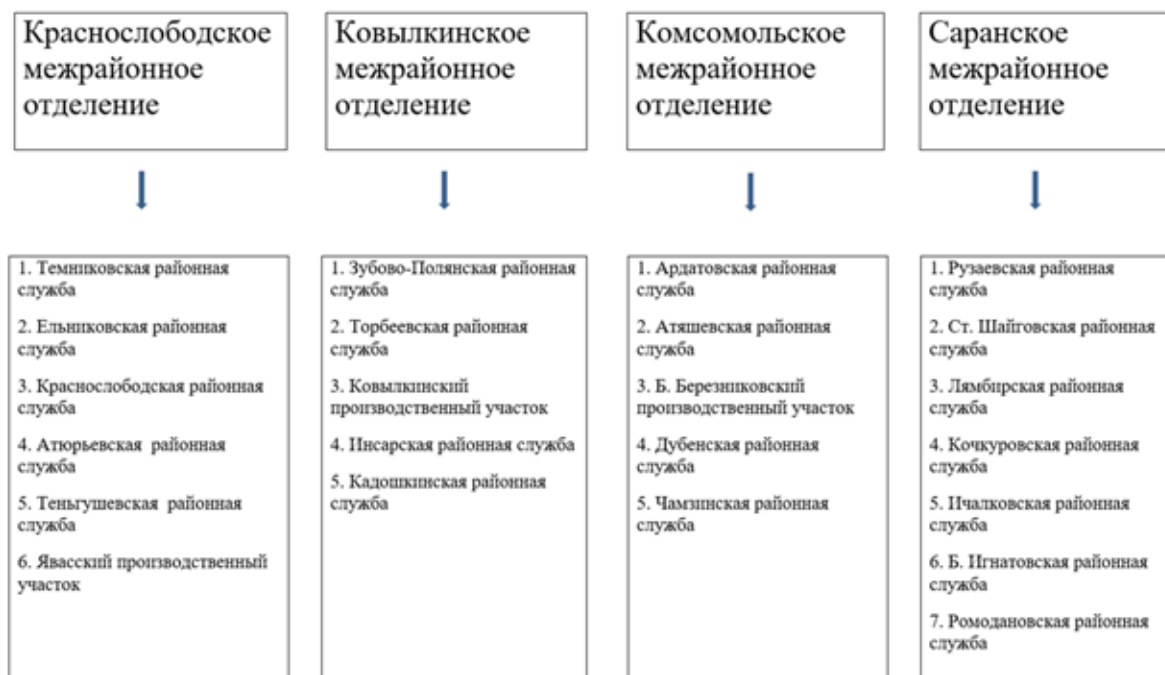 Краснослободское
межрайонное
отделение
Ковылкинское
межрайонное
отделение
Комсомольское
межрайонное
отделение
Саранское
межрайонное
отделение
1. Темниковская районная
служба
2. Ельниковская районная
служба
3. Краснослободская районная
служба
4. Атюрьевская районная
служба
5. Теньгушевская районная
служба
6. Явасский производственный
участок
1. Зубово-Полянская районная
служба
2. Торбеевская районная
служба
3. Ковылкинский
производственный участок
4. Инсарская районная служба
5. Кадошкинская районная
служба
1. Ардатовская районная
служба
2. Атяшевская районная
служба
3. Б. Березниковский
производственный участок
4. Дубенская районная
служба
5. Чамзинская районная
служба
1. Рузаевская районная
служба
2. Ст. Шайговская районная
служба
3. Лямбирская районная
служба
4. Кочкуровская районная
служба
5. Ичалковская районная
служба
6. Б. Игнатовская районная
служба
7. Ромодановская районная
служба